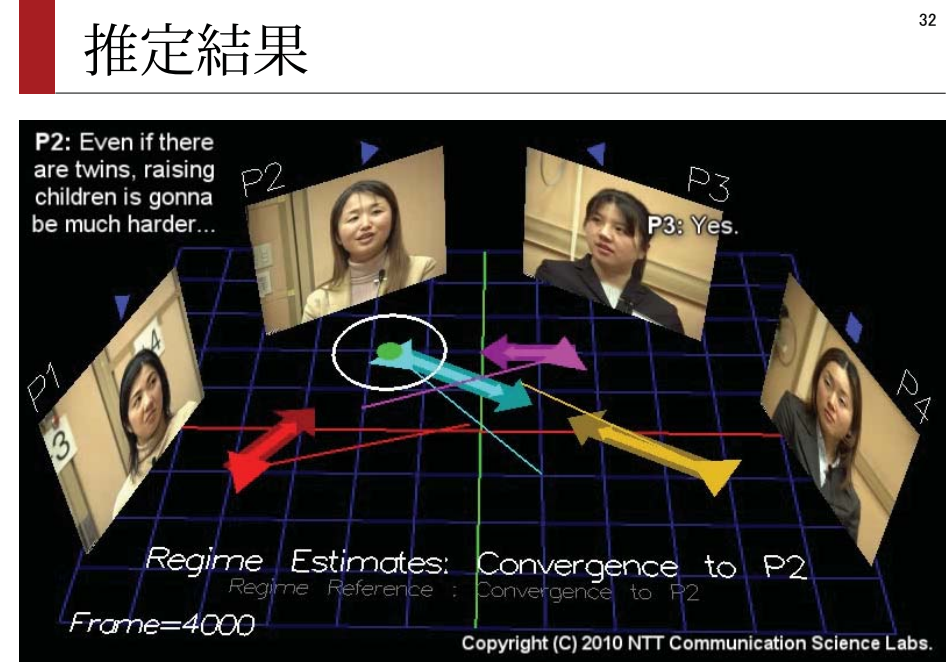 32
推定結果
P2: Even if there
are twins, raising
children is gonna
be much harder...
P2
P3
P3: Yes.
P1
P4
4
3
Regime Estimates: Convergence to P2
Regime Reference : Convergence to P2
Frame=4000
Copyright (C) 2010 NTT Communication Science Labs.